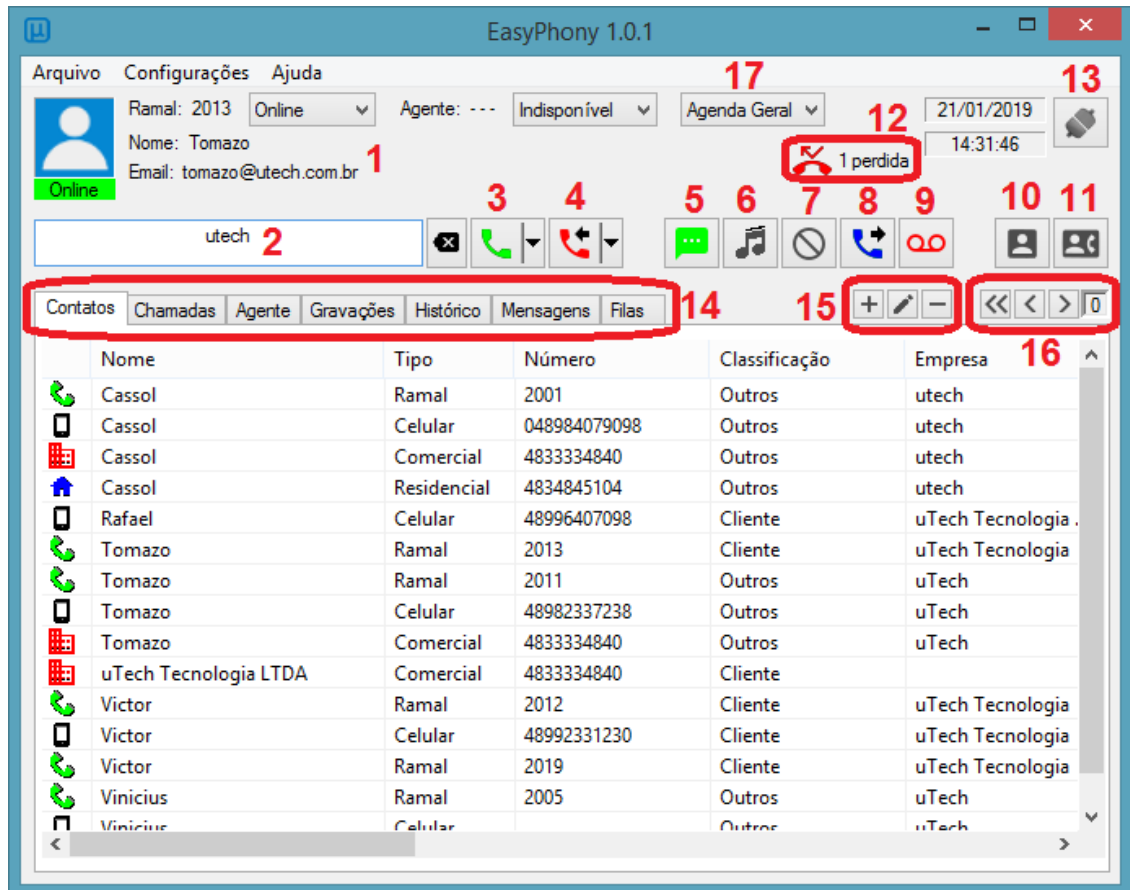 µ EasyPhony 1.0.1
Arquivo Configurações Ajuda 17 13
Ramal: 2013 Online Agente: --- Indisponível Agenda Geral 12 21/01/2019
Nome: Tomazo 1 perdida 14:31:46
Email: tomazo@utech.com.br 1
Online
3 4 5 6 7 8 9 10 11
utech 2
Contatos Chamadas Agente Gravações Histórico Mensagens Filas 14 15 + − 0
16
Nome Tipo Número Classificação Empresa
Cassol Ramal 2001 Outros utech
Cassol Celular 048984079098 Outros utech
Cassol Comercial 4833334840 Outros utech
Cassol Residencial 4834845104 Outros utech
Rafael Celular 48996407098 Cliente uTech Tecnologia .
Tomazo Ramal 2013 Cliente uTech Tecnologia
Tomazo Ramal 2011 Outros uTech
Tomazo Celular 48982337238 Outros uTech
Tomazo Comercial 4833334840 Outros uTech
uTech Tecnologia LTDA Comercial 4833334840 Cliente
Victor Ramal 2012 Cliente uTech Tecnologia
Victor Celular 48992331230 Cliente uTech Tecnologia
Victor Ramal 2019 Cliente uTech Tecnologia
Vinicius Ramal 2005 Outros uTech
Vinicius Celular Outros uTech